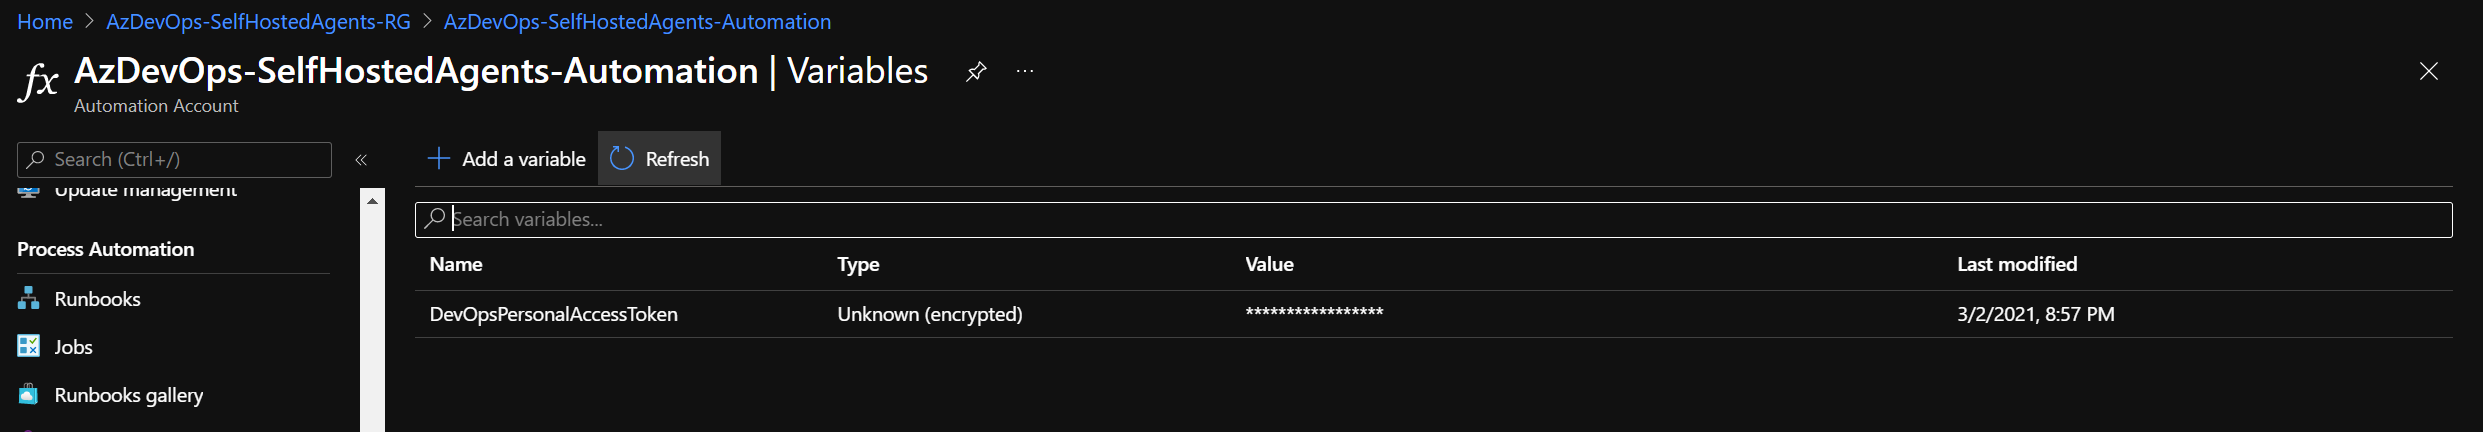 Home > AzDevOps-SelfHostedAgents-RG > AzDevOps-SelfHostedAgents-Automation
fx AzDevOps-SelfHostedAgents-Automation | Variables ...
Automation Account
Search (Ctrl+/) «
+ Add a variable Refresh
Update management
Search variables...
Process Automation
Name Type Value Last modified
Runbooks
DevOpsPersonalAccessToken Unknown (encrypted) ***************** 3/2/2021, 8:57 PM
Jobs
Runbooks gallery